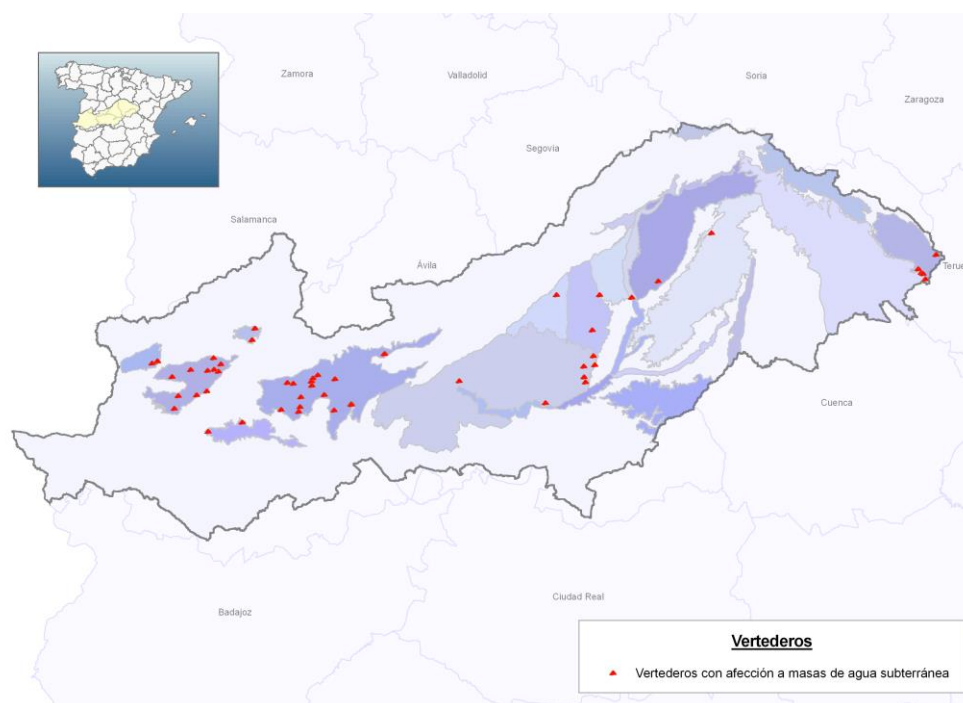 Zamora
Valladolid
Soria
Zaragoza
Segovia
Salamanca
Ávila
Terue
Cuenca
Badajoz
Ciudad Real
Vertederos
Vertederos con afección a masas de agua subterránea